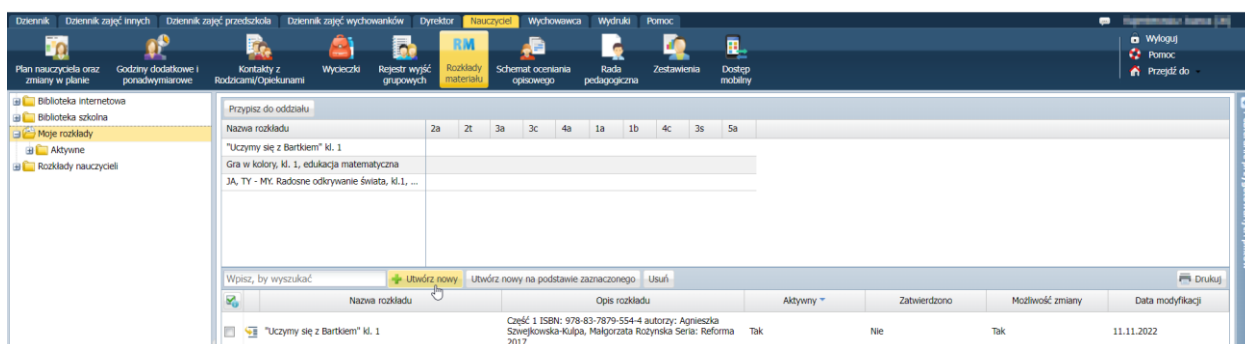 Dziennik Dziennik zajęć innych Dziennik zajęć przedszkola Dziennik zajęć wychowanków Dyrektor Nauczyciel Wychowawca Wydruki Pomoc
Plan nauczyciela oraz zmiany w planie
Godziny dodatkowe i ponadwymiarowe
Kontakty z Rodzicami/Opiekunami
Wycieczki
Rejestr wyjść grupowych
RM
Rozkłady materiału
Schemat oceniania opisowego
Rada pedagogiczna
Zestawienia
Dostęp mobilny
Wyloguj
Pomoc
Przejdź do
Biblioteka internetowa
Biblioteka szkolna
Moje rozkłady
Aktywne
Rozkłady nauczycieli
Przypisz do oddziału
Nazwa rozkładu 2a 2t 3a 3c 4a 1a 1b 4c 3s 5a
"Uczymy się z Bartkiem" kl. 1
Gra w kolory, kl. 1, edukacja matematyczna
JA, TY - MY. Radosne odkrywanie świata, kl.1, ...
Wpisz, by wyszukać Utwórz nowy Utwórz nowy na podstawie zaznaczonego Usuń Drukuj
Nazwa rozkładu Opis rozkładu Aktywny Zatwierdzono Możliwość zmiany Data modyfikacji
"Uczymy się z Bartkiem" kl. 1
Część 1 ISBN: 978-83-7879-554-4 autorzy: Agnieszka
Szwejkowska-Kulpa, Małgorzata Rożynska Seria: Reforma
2017
Tak Nie Tak 11.11.2022